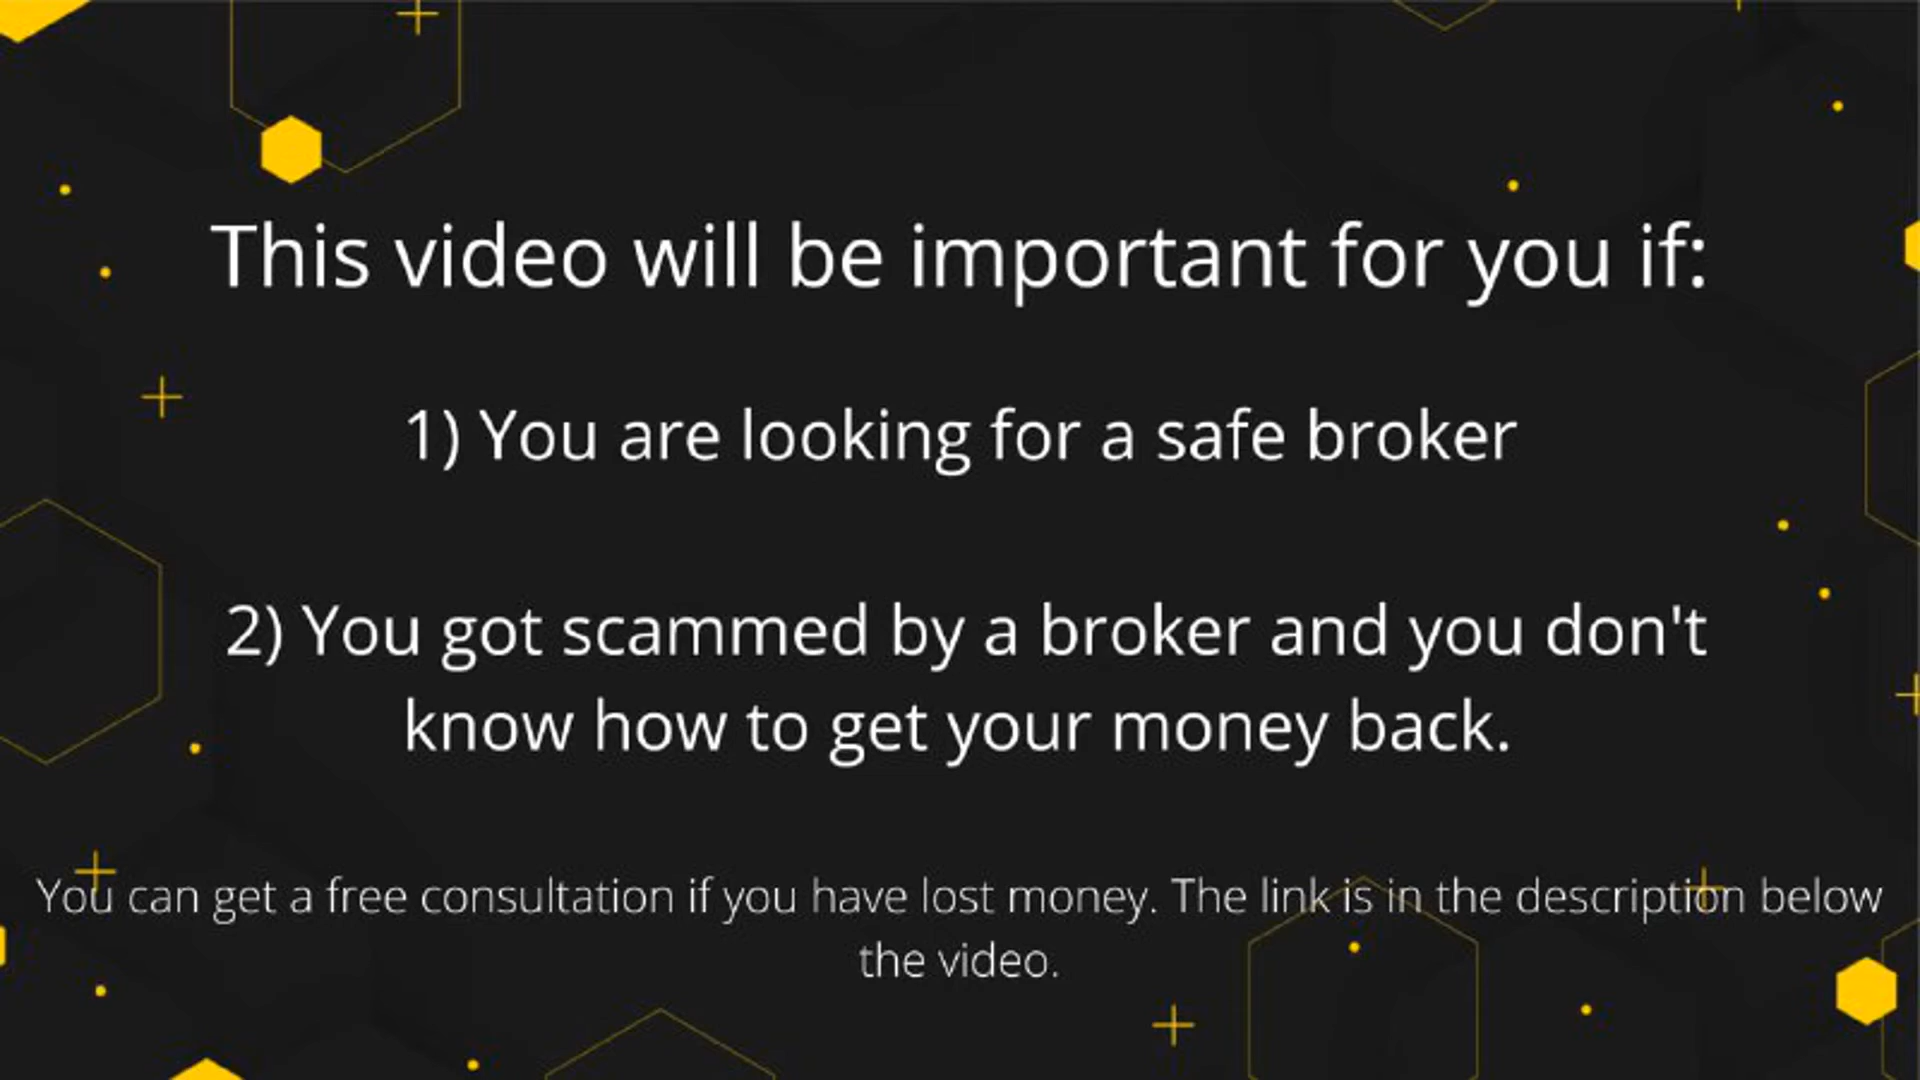 This video will be important for you if:
1) You are looking for a safe broker
2) You got scammed by a broker and you don't
know how to get your money back.
You can get a free consultation if you have lost money. The link is in the description below
the video.